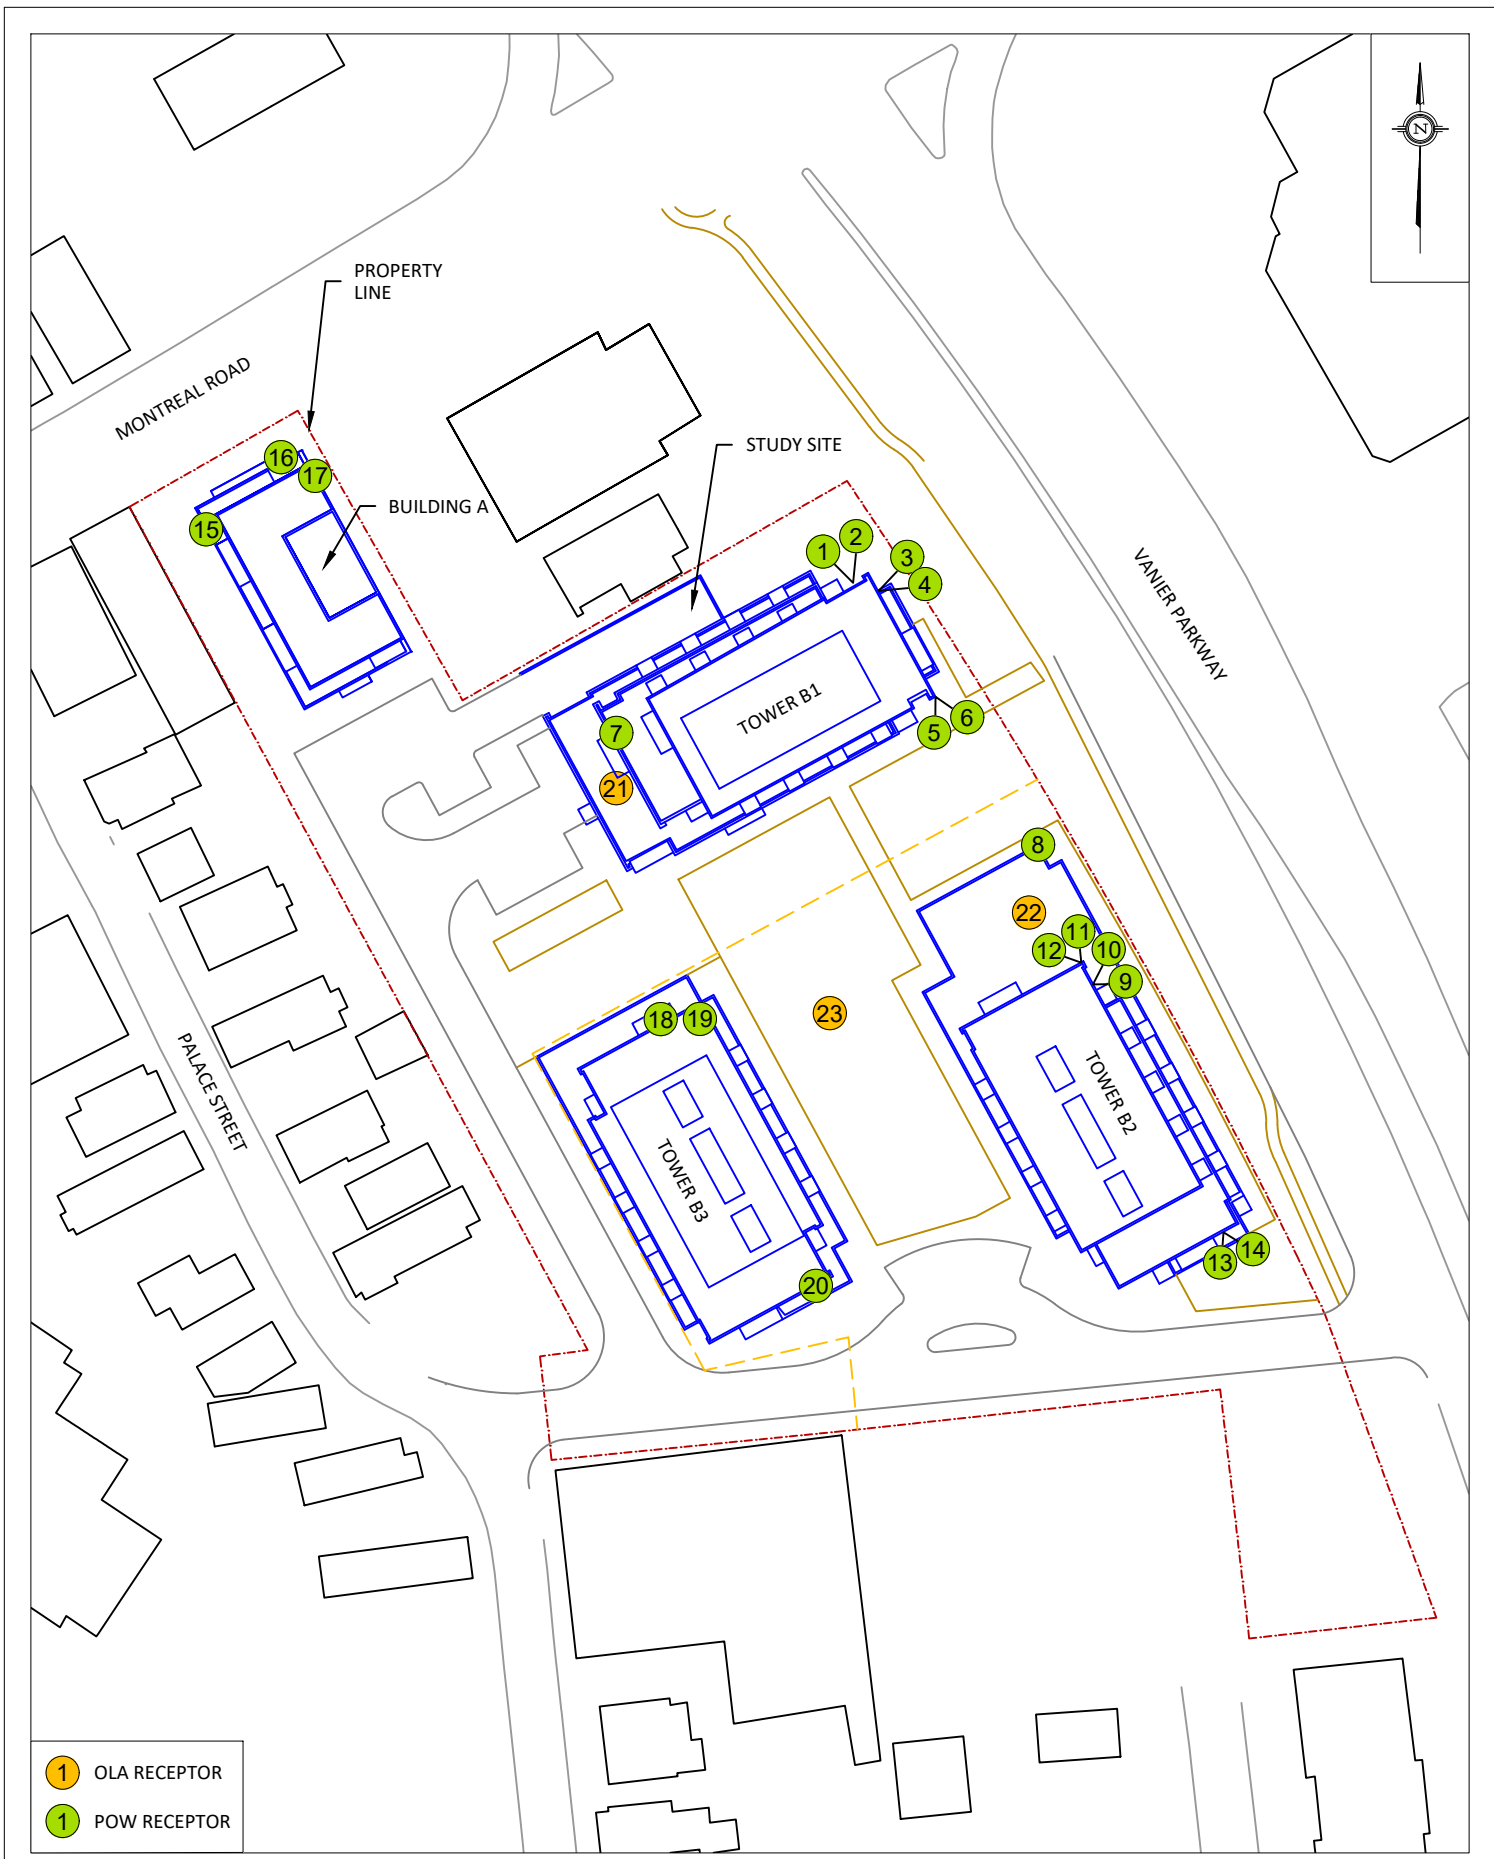 N
PROPERTY
LINE
MONTREAL ROAD
STUDY SITE
16
17
BUILDING A
15
1
2
3
4
VANIER PARKWAY
TOWER B1
7
6
5
21
8
22
11
12
10
9
23
18
19
PALACE STREET
TOWER B2
TOWER B3
13
14
20
1 OLA RECEPTOR
1 POW RECEPTOR